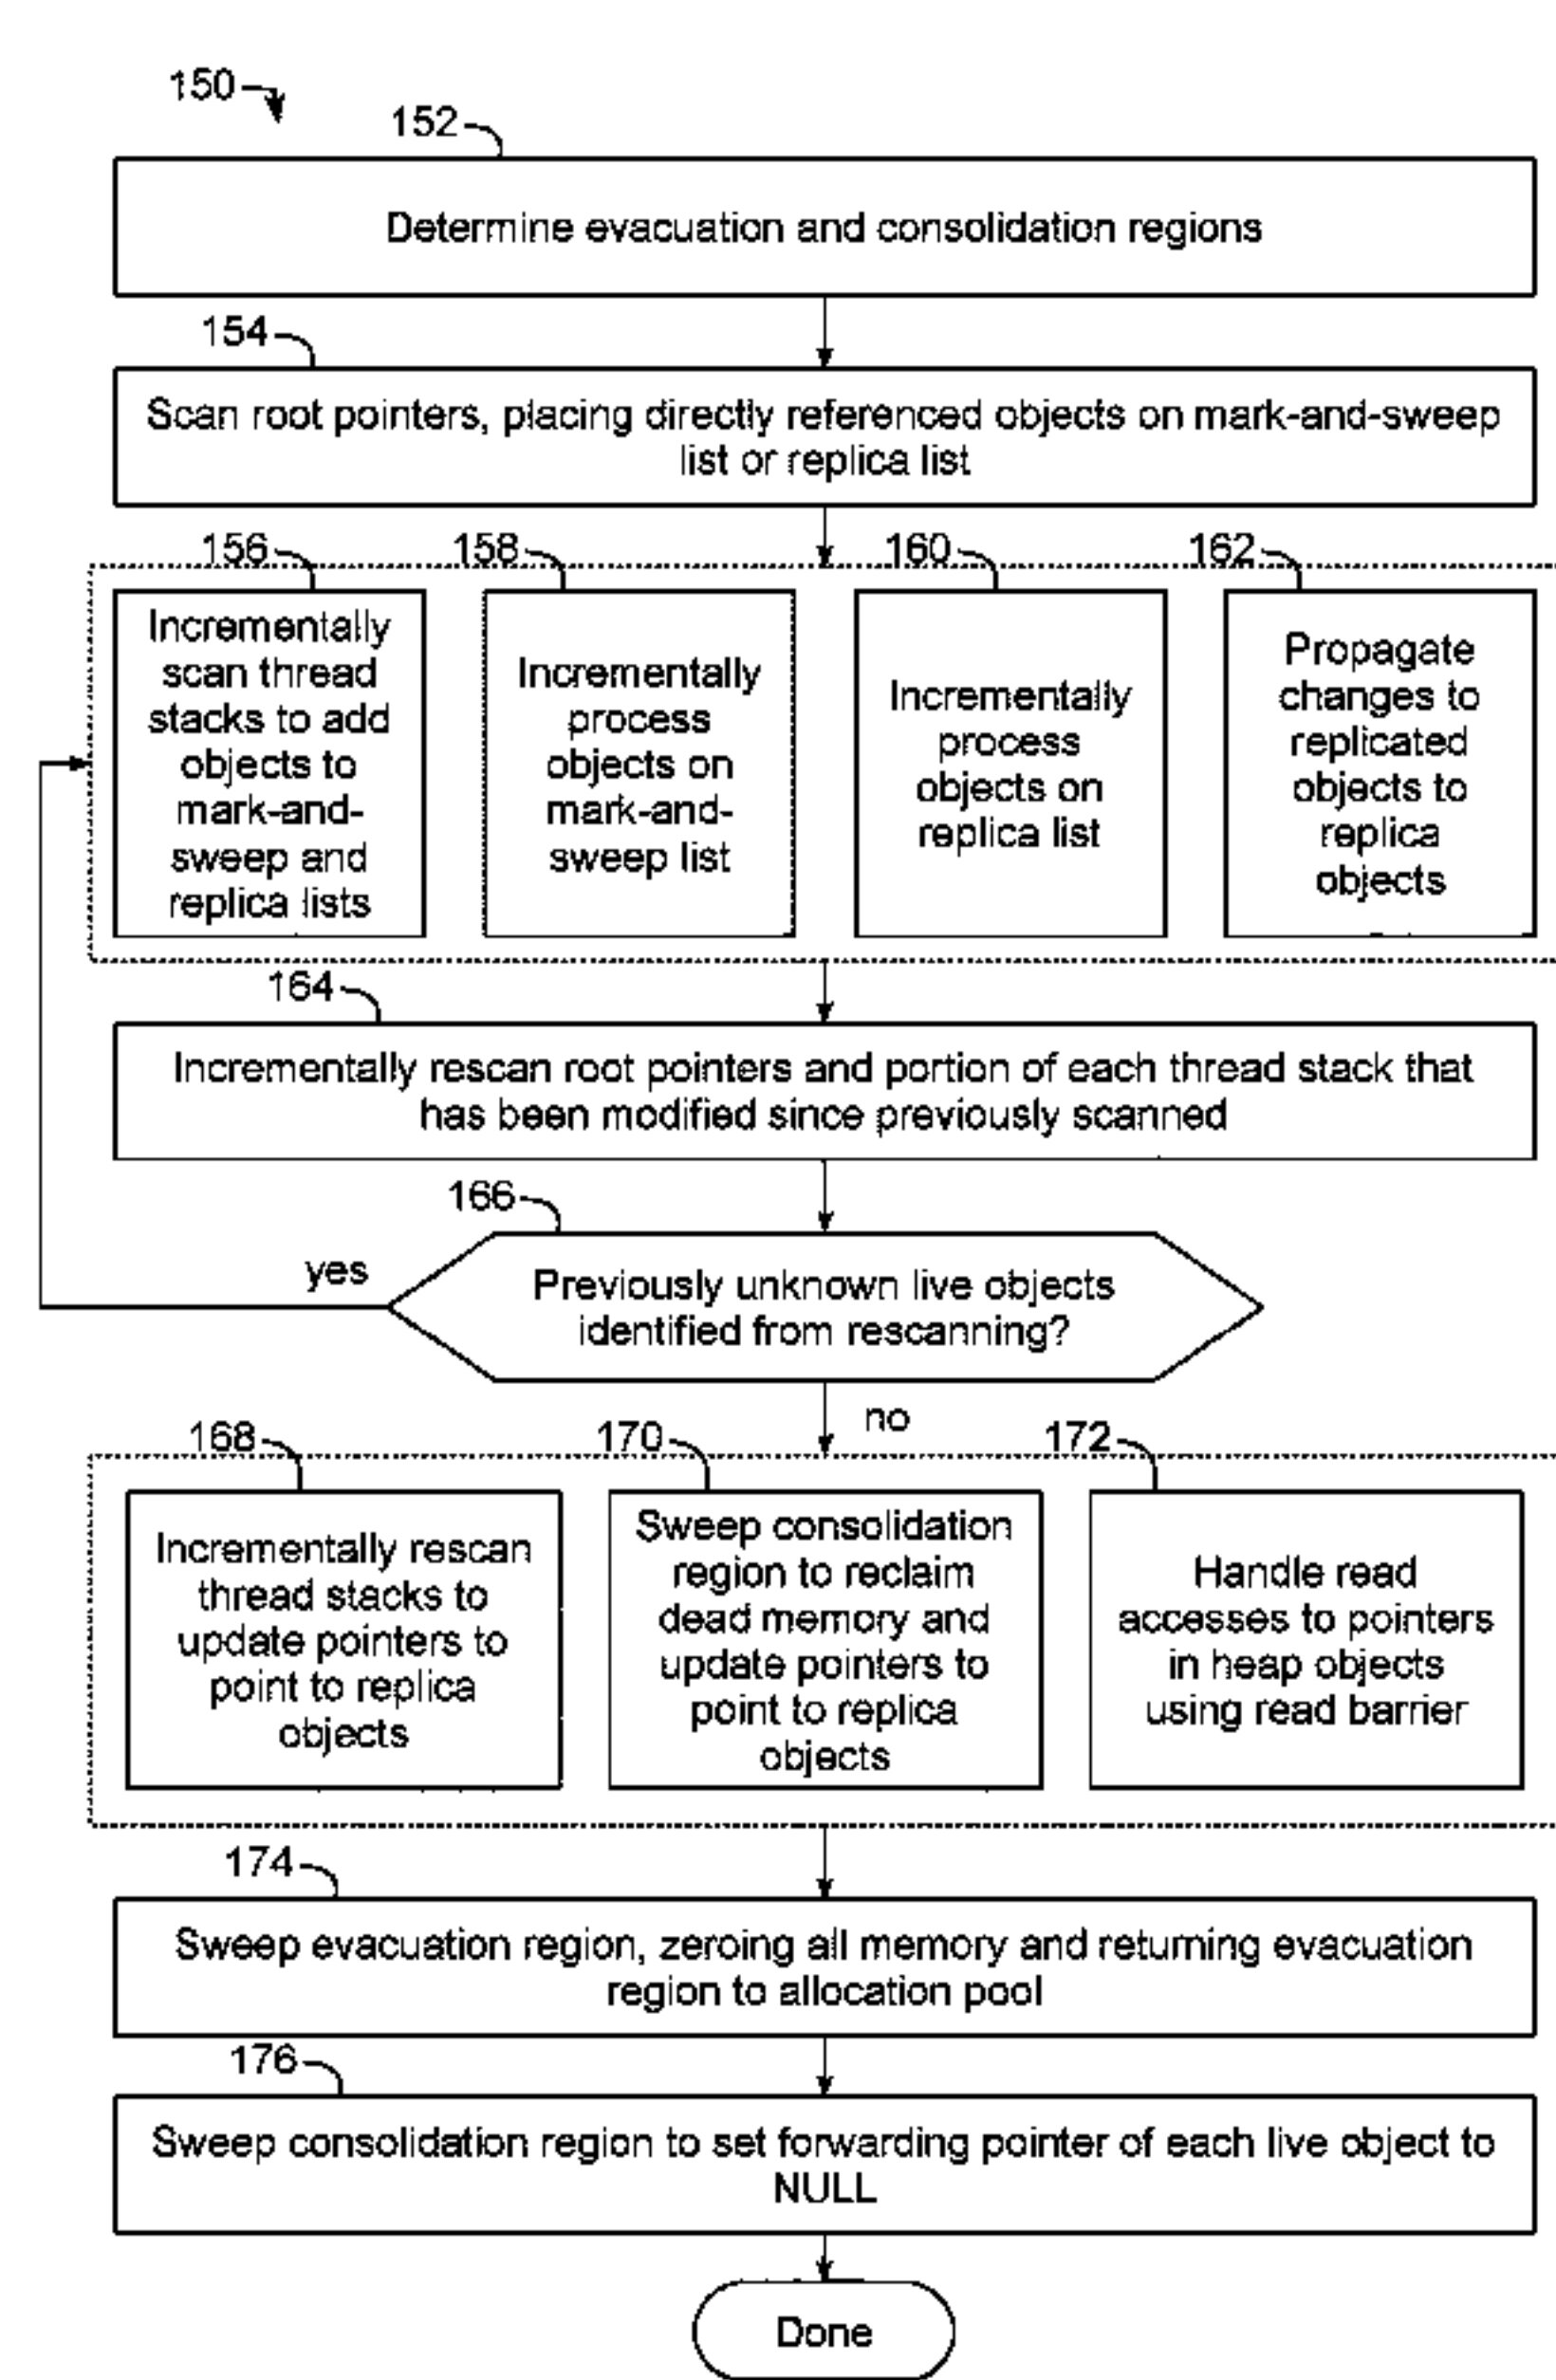 150
152
Determine evacuation and consolidation regions
154
Scan root pointers, placing directly referenced objects on mark-and-sweep
list or replica list
156
Incrementally
scan thread
stacks to add
objects to
mark-and-
sweep and
replica lists
158
Incrementally
process
objects on
mark-and-
sweep list
160
Incrementally
process
objects on
replica list
162
Propagate
changes to
replicated
objects to
replica
objects
164
Incrementally rescan root pointers and portion of each thread stack that
has been modified since previously scanned
166
Previously unknown live objects
identified from rescanning?
yes
no
168
Incrementally rescan
thread stacks to
update pointers to
point to replica
objects
170
Sweep consolidation
region to reclaim
dead memory and
update pointers to
point to replica
objects
172
Handle read
accesses to pointers
in heap objects
using read barrier
174
Sweep evacuation region, zeroing all memory and returning evacuation
region to allocation pool
176
Sweep consolidation region to set forwarding pointer of each live object to
NULL
Done